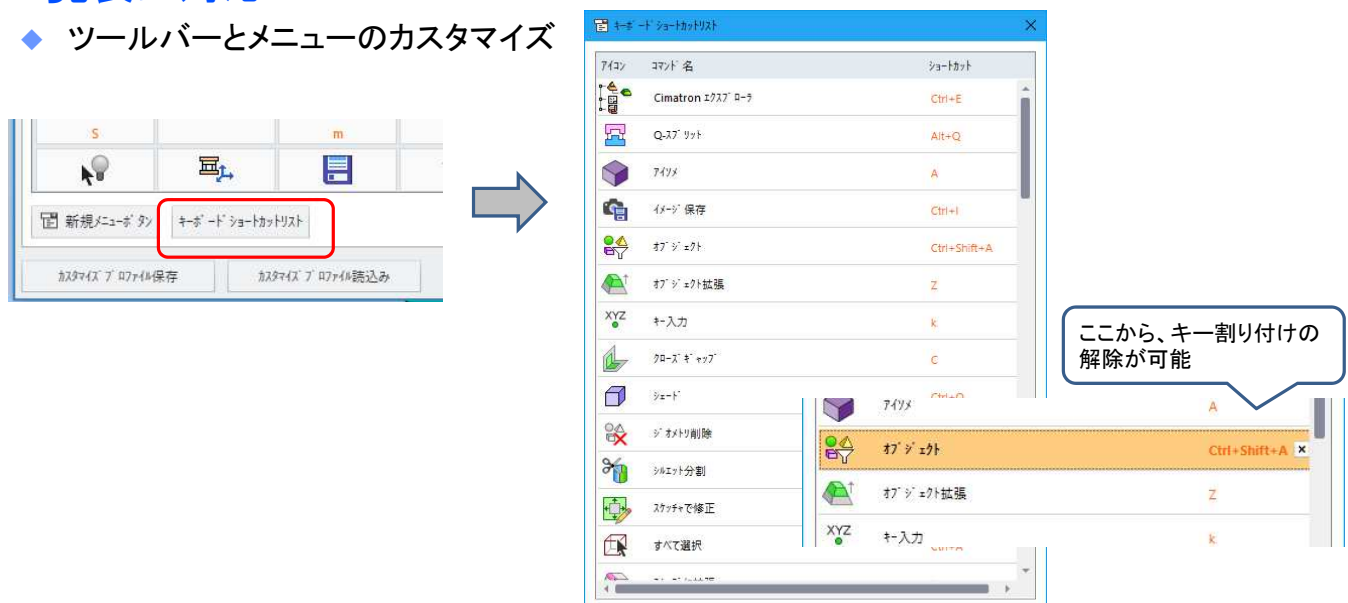 ツールバーとメニューのカスタマイズ
S m
新規ﾒﾆｭｰﾎﾞﾀﾝ ｷｰﾎﾞｰﾄﾞｼｮｰﾄｶｯﾄﾘｽﾄ
ｶｽﾀﾏｲｽﾞﾌﾟﾛﾌｧｲﾙ保存 ｶｽﾀﾏｲｽﾞﾌﾟﾛﾌｧｲﾙ読込み
ｷｰﾎﾞｰﾄﾞｼｮｰﾄｶｯﾄﾘｽﾄ
ｱｲｺﾝ ｺﾏﾝﾄﾞ名 ｼｮｰﾄｶｯﾄ
Cimatron ｴｸｽﾌﾟﾛｰﾗ Ctrl+E
Q-ｽﾌﾟﾘｯﾄ Alt+Q
ｱｲｿﾒ A
ｲﾒｰｼﾞ保存 Ctrl+I
ｵﾌﾞｼﾞｪｸﾄ Ctrl+Shift+A
ｵﾌﾞｼﾞｪｸﾄ拡張 Z
XYZ ｷｰ入力 k
ｸﾛｰｽﾞｷﾞｬｯﾌﾟ C
ｼｪｰﾄﾞ
ｼﾞｵﾒﾄﾘ削除
ｼﾙｴｯﾄ分割
ｽｹｯﾁｬで修正
すべて選択
ここから、キー割り付けの
解除が可能
ｱｲｿﾒ A
ｵﾌﾞｼﾞｪｸﾄ Ctrl+Shift+A
ｵﾌﾞｼﾞｪｸﾄ拡張 Z
XYZ ｷｰ入力 k